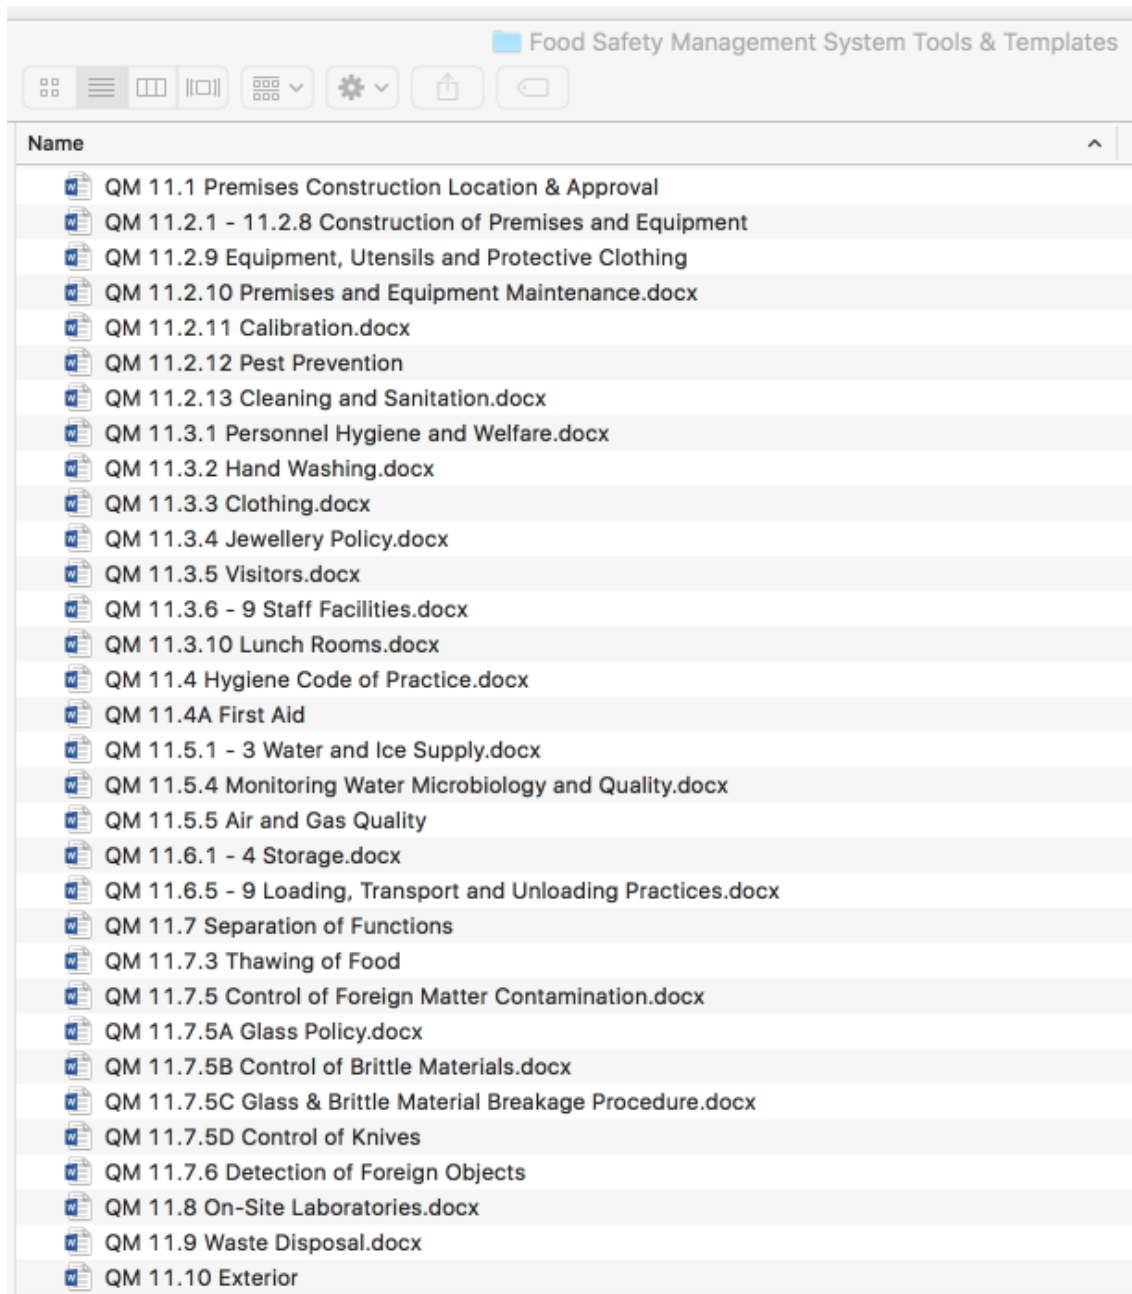 Food Safety Management System Tools & Templates
Name
QM 11.1 Premises Construction Location & Approval
QM 11.2.1 - 11.2.8 Construction of Premises and Equipment
QM 11.2.9 Equipment, Utensils and Protective Clothing
QM 11.2.10 Premises and Equipment Maintenance.docx
QM 11.2.11 Calibration.docx
QM 11.2.12 Pest Prevention
QM 11.2.13 Cleaning and Sanitation.docx
QM 11.3.1 Personnel Hygiene and Welfare.docx
QM 11.3.2 Hand Washing.docx
QM 11.3.3 Clothing.docx
QM 11.3.4 Jewellery Policy.docx
QM 11.3.5 Visitors.docx
QM 11.3.6 - 9 Staff Facilities.docx
QM 11.3.10 Lunch Rooms.docx
QM 11.4 Hygiene Code of Practice.docx
QM 11.4A First Aid
QM 11.5.1 - 3 Water and Ice Supply.docx
QM 11.5.4 Monitoring Water Microbiology and Quality.docx
QM 11.5.5 Air and Gas Quality
QM 11.6.1 - 4 Storage.docx
QM 11.6.5 - 9 Loading, Transport and Unloading Practices.docx
QM 11.7 Separation of Functions
QM 11.7.3 Thawing of Food
QM 11.7.5 Control of Foreign Matter Contamination.docx
QM 11.7.5A Glass Policy.docx
QM 11.7.5B Control of Brittle Materials.docx
QM 11.7.5C Glass & Brittle Material Breakage Procedure.docx
QM 11.7.5D Control of Knives
QM 11.7.6 Detection of Foreign Objects
QM 11.8 On-Site Laboratories.docx
QM 11.9 Waste Disposal.docx
QM 11.10 Exterior